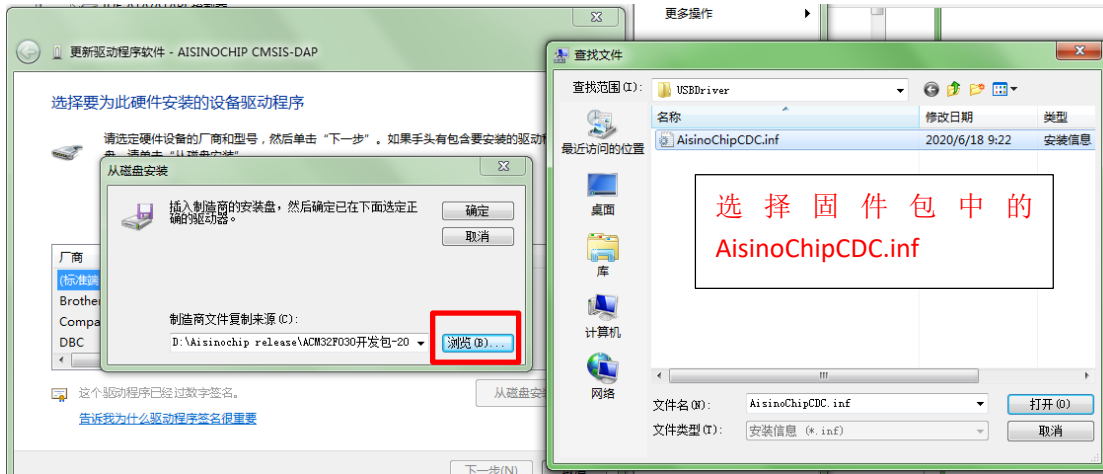 更多操作
更新驱动程序软件 - AISINOCHIP CMSIS-DAP
选择要为此硬件安装的设备驱动程序
请选定硬件设备的厂商和型号，然后单击“下一步”。如果手头有包含要安装的驱动
盘，请单击“从磁盘安装”
厂商
(标准端
Brothe
Compa
DBC
这个驱动程序已经过数字签名。
告诉我为什么驱动程序签名很重要
从磁盘安
下一步(N)
从磁盘安装
插入制造商的安装盘，然后确定已在下面选定正
确的驱动器。
确定
取消
制造商文件复制来源(C):
D:\Aisinochip release\ACM32F030开发包-20
浏览(B)...
查找文件
查找范围(I):
USBDriver
名称
修改日期
类型
AisinoChipCDC.inf
2020/6/18 9:22
安装信息
最近访问的位置
桌面
库
计算机
网络
选择固件包中的
AisinoChipCDC.inf
文件名(N):
AisinoChipCDC.inf
打开(O)
文件类型(T):
安装信息 (*.inf)
取消